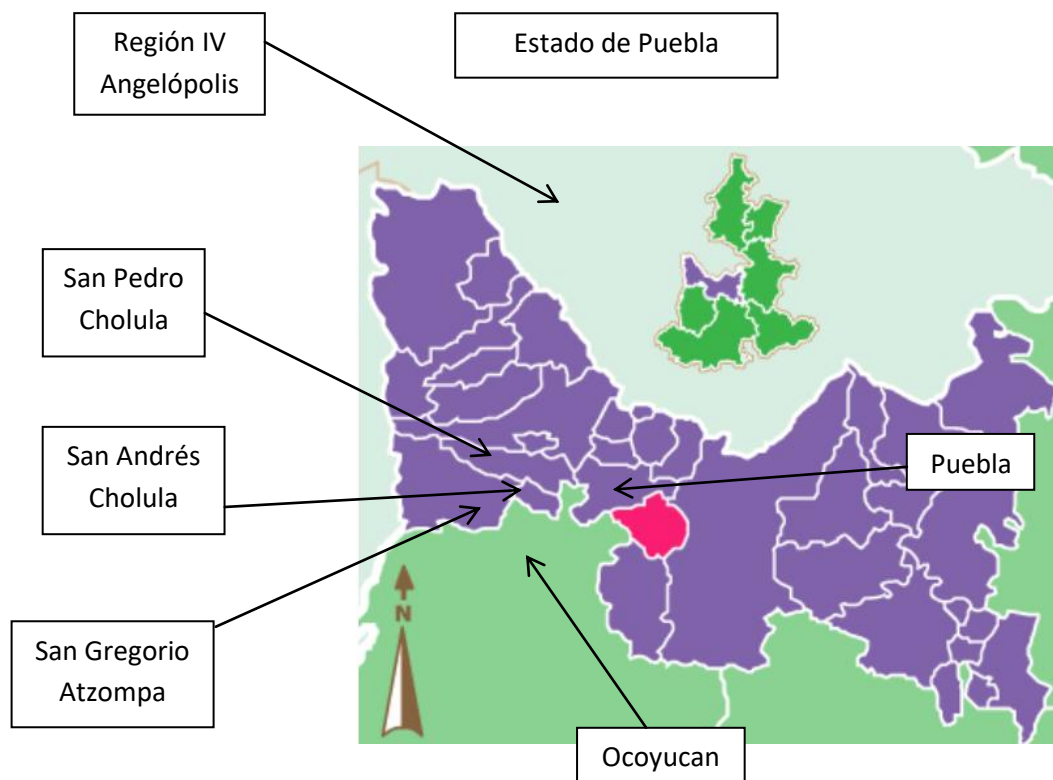 Región IV
Angelópolis
Estado de Puebla
San Pedro
Cholula
San Andrés
Cholula
Puebla
San Gregorio
Atzompa
N
Ocoyucan